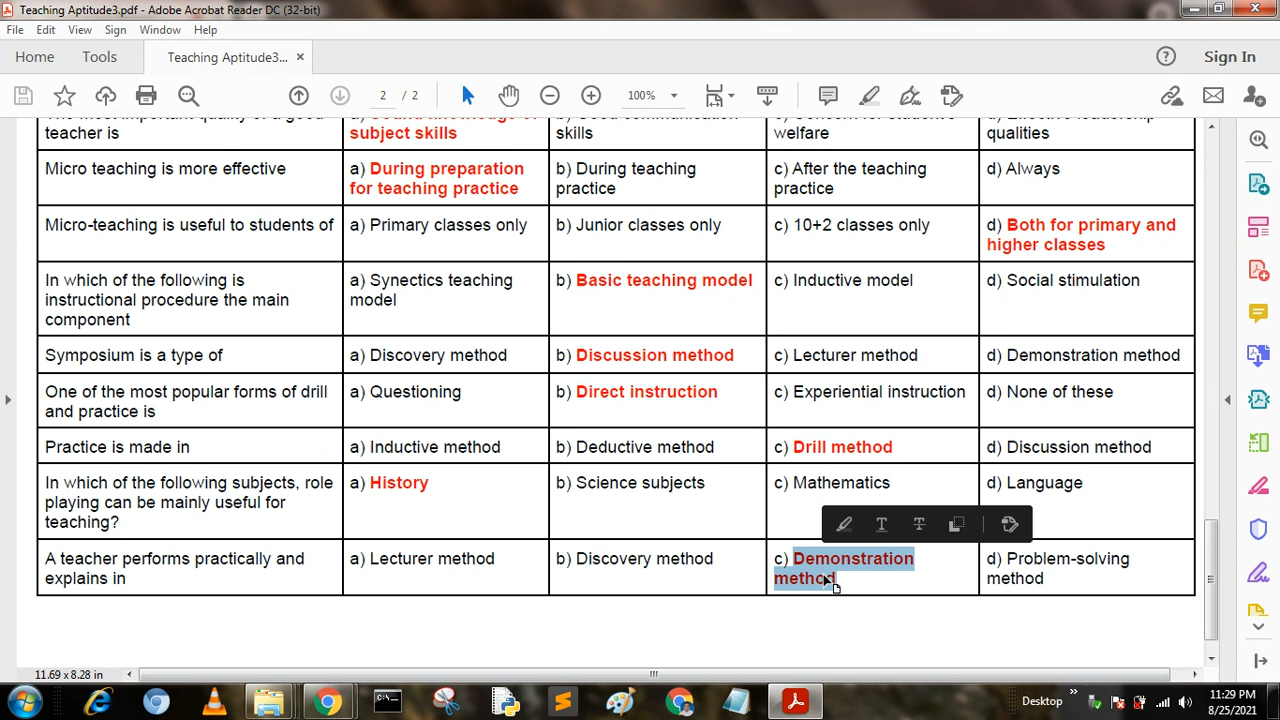 Teaching Aptitude3.pdf - Adobe Acrobat Reader DC (32-bit)
File Edit View Sign Window Help
Home Tools Teaching Aptitude3... × Sign In
2 / 2 100%
teacher is
subject skills
skills
welfare
qualities
Micro teaching is more effective
a) During preparation
for teaching practice
b) During teaching
practice
c) After the teaching
practice
d) Always
Micro-teaching is useful to students of
a) Primary classes only
b) Junior classes only
c) 10+2 classes only
d) Both for primary and
higher classes
In which of the following is
instructional procedure the main
component
a) Synectics teaching
model
b) Basic teaching model
c) Inductive model
d) Social stimulation
Symposium is a type of
a) Discovery method
b) Discussion method
c) Lecturer method
d) Demonstration method
One of the most popular forms of drill
and practice is
a) Questioning
b) Direct instruction
c) Experiential instruction
d) None of these
Practice is made in
a) Inductive method
b) Deductive method
c) Drill method
d) Discussion method
In which of the following subjects, role
playing can be mainly useful for
teaching?
a) History
b) Science subjects
c) Mathematics
d) Language
A teacher performs practically and
explains in
a) Lecturer method
b) Discovery method
c) Demonstration
method
d) Problem-solving
method
11.69 x 8.28 in
Desktop
11:29 PM
8/25/2021